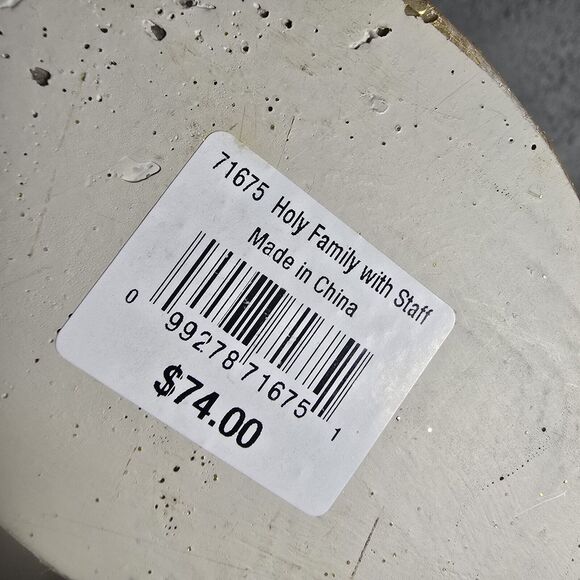 71675 Holy Family with Staff
Made in China
0 99278 71675 1
$74.00